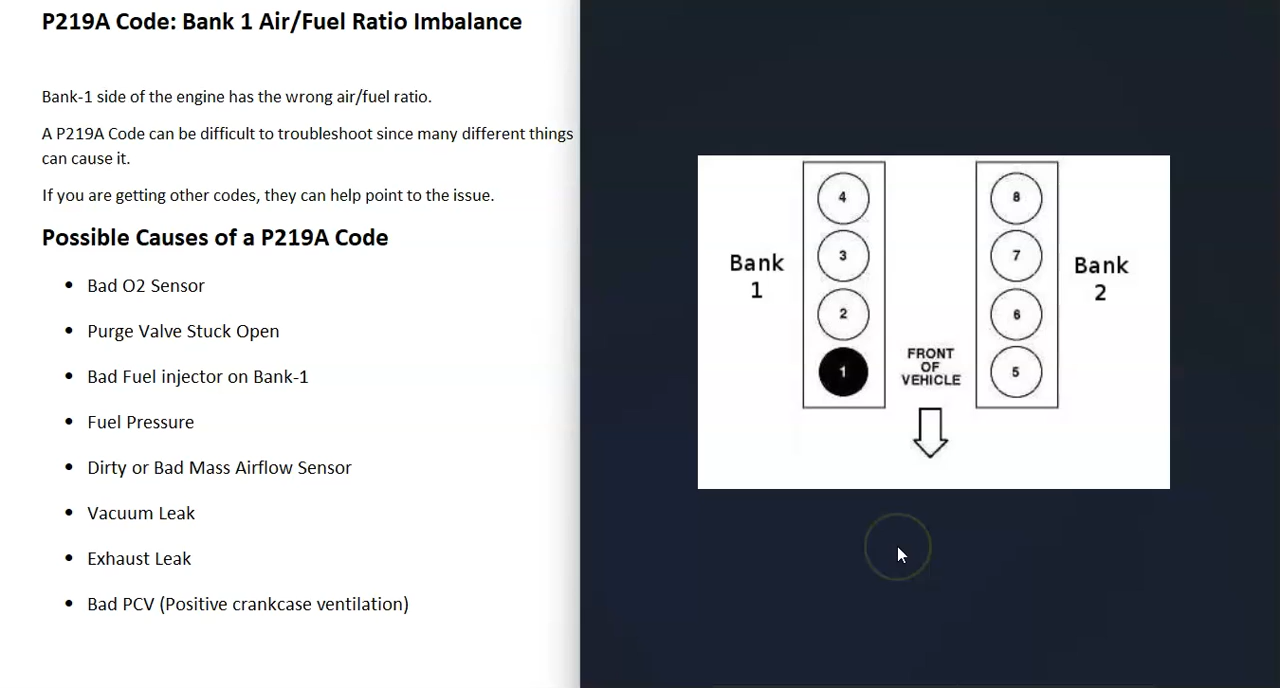 P219A Code: Bank 1 Air/Fuel Ratio Imbalance
Bank-1 side of the engine has the wrong air/fuel ratio.
A P219A Code can be difficult to troubleshoot since many different things
can cause it.
If you are getting other codes, they can help point to the issue.
Possible Causes of a P219A Code
• Bad O2 Sensor
• Purge Valve Stuck Open
• Bad Fuel injector on Bank-1
• Fuel Pressure
• Dirty or Bad Mass Airflow Sensor
• Vacuum Leak
• Exhaust Leak
• Bad PCV (Positive crankcase ventilation)
Bank
1
4
3
2
1
FRONT
OF
VEHICLE
8
7
6
5
Bank
2